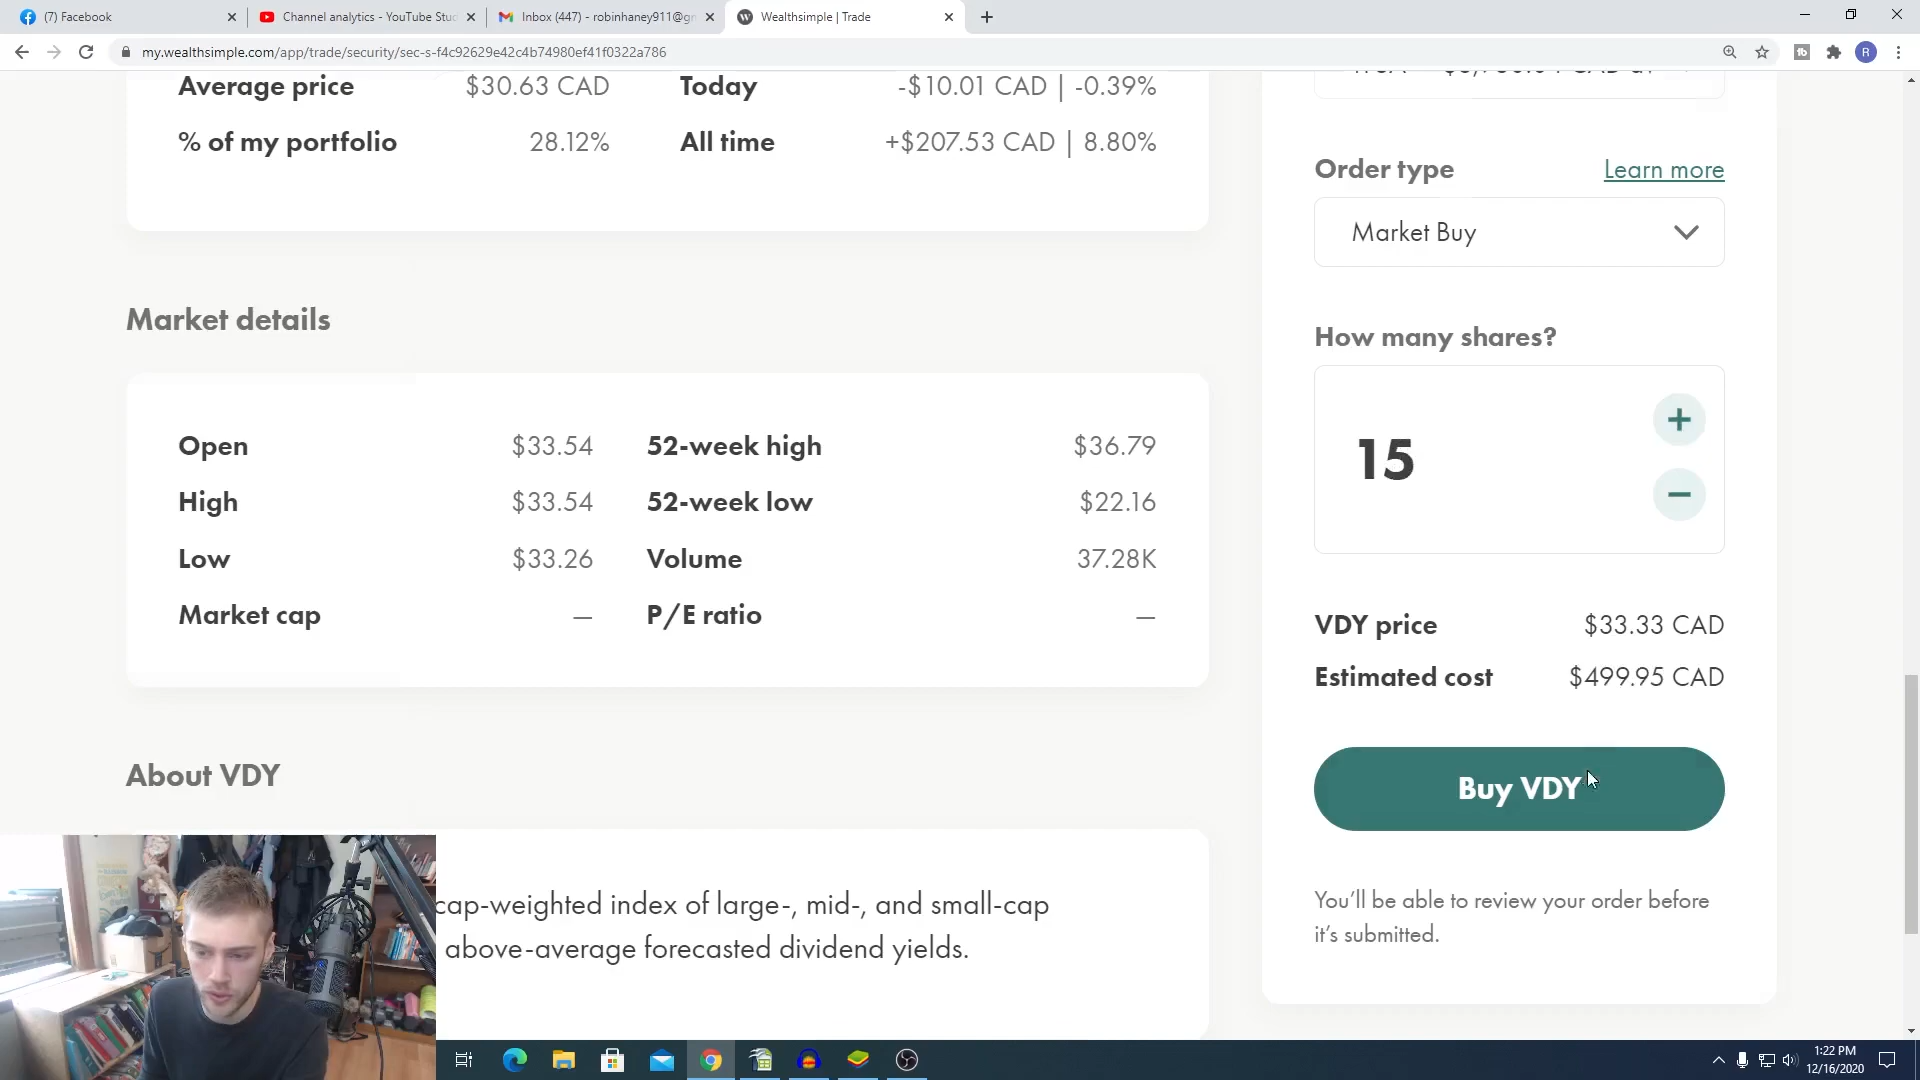 (7) Facebook
Channel analytics - YouTube Stu
Inbox (447) - robinhaney911@gm
Wealthsimple | Trade
my.wealthsimple.com/app/trade/security/sec-s-f4c92629e42c4b74980ef41f0322a786
R
Average price $30.63 CAD Today -$10.01 CAD | -0.39%
% of my portfolio 28.12% All time +$207.53 CAD | 8.80%
Order type Learn more
Market Buy
Market details
How many shares?
15
Open $33.54 52-week high $36.79
High $33.54 52-week low $22.16
Low $33.26 Volume 37.28K
Market cap — P/E ratio —
VDY price $33.33 CAD
Estimated cost $499.95 CAD
Buy VDY
You'll be able to review your order before
it's submitted.
About VDY
cap-weighted index of large-, mid-, and small-cap
above-average forecasted dividend yields.
1:22 PM
12/16/2020